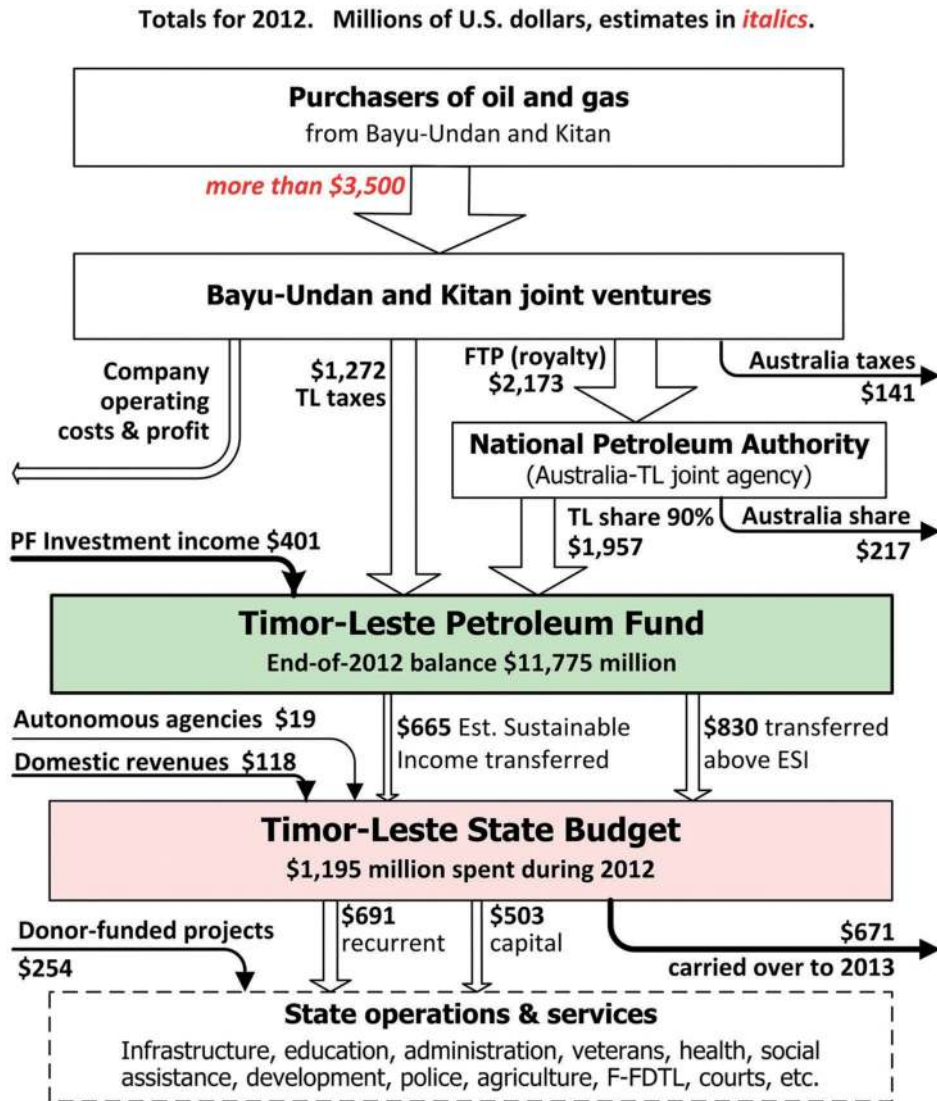 Totals for 2012. Millions of U.S. dollars, estimates in italics.
Purchasers of oil and gas
from Bayu-Undan and Kitan
more than $3,500
Bayu-Undan and Kitan joint ventures
Company
operating
costs & profit
$1,272
TL taxes
FTP (royalty)
$2,173
Australia taxes
$141
National Petroleum Authority
(Australia-TL joint agency)
TL share 90%
$1,957
Australia share
$217
PF Investment income $401
Timor-Leste Petroleum Fund
End-of-2012 balance $11,775 million
Autonomous agencies $19
Domestic revenues $118
$665 Est. Sustainable
Income transferred
$830 transferred
above ESI
Timor-Leste State Budget
$1,195 million spent during 2012
Donor-funded projects
$254
$691
recurrent
$503
capital
$671
carried over to 2013
State operations & services
Infrastructure, education, administration, veterans, health, social
assistance, development, police, agriculture, F-FDTL, courts, etc.